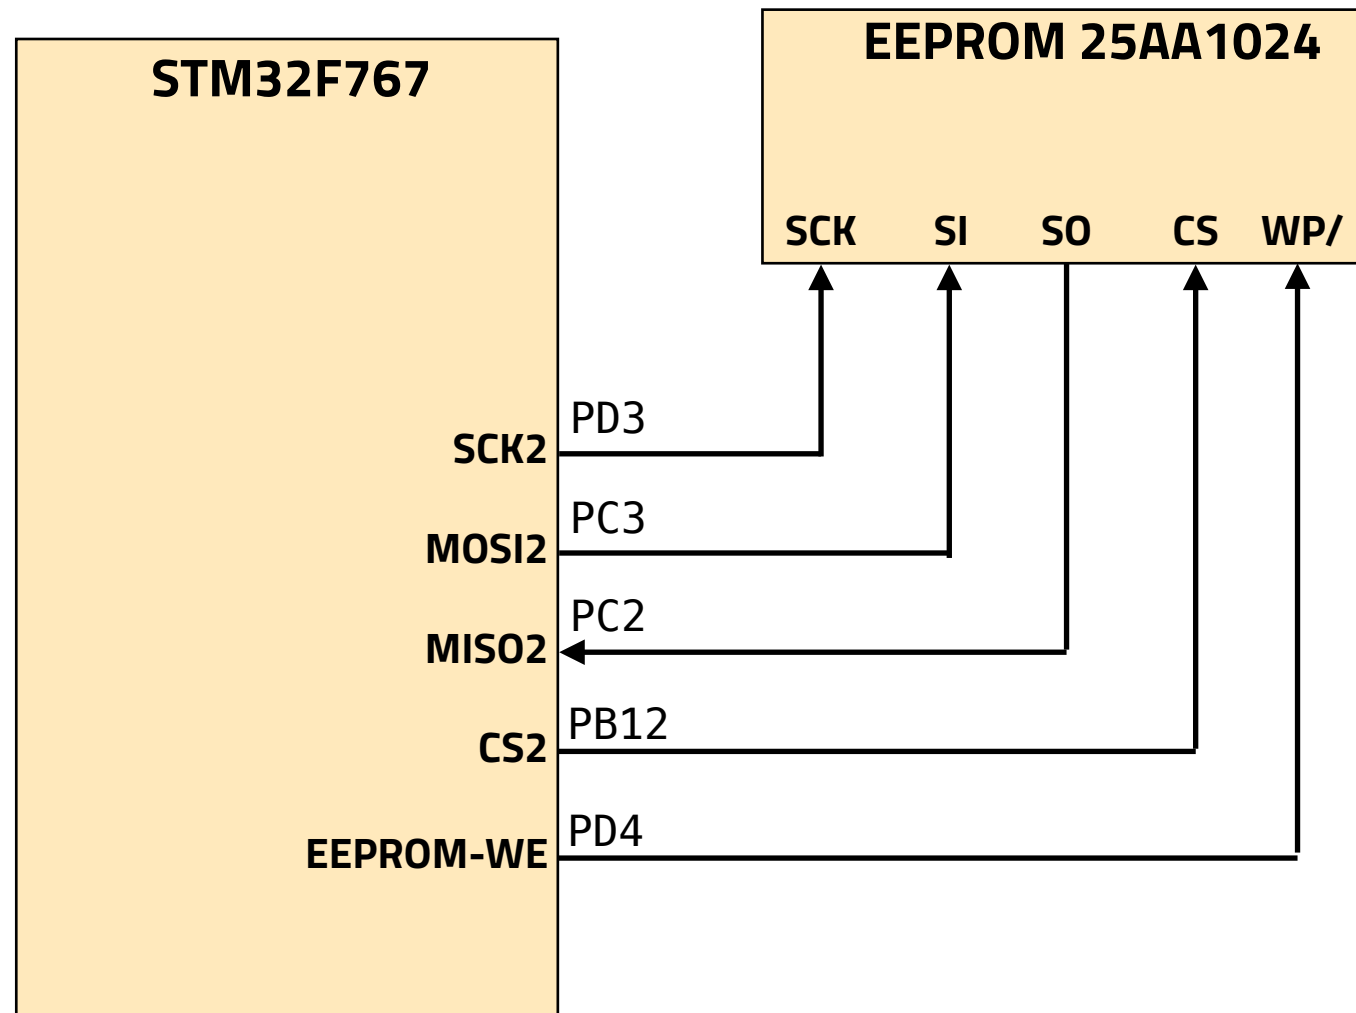 EEPROM 25AA1024
STM32F767
SCK SI SO CS WP/
PD3
SCK2
PC3
MOSI2
PC2
MISO2
PB12
CS2
PD4
EEPROM-WE